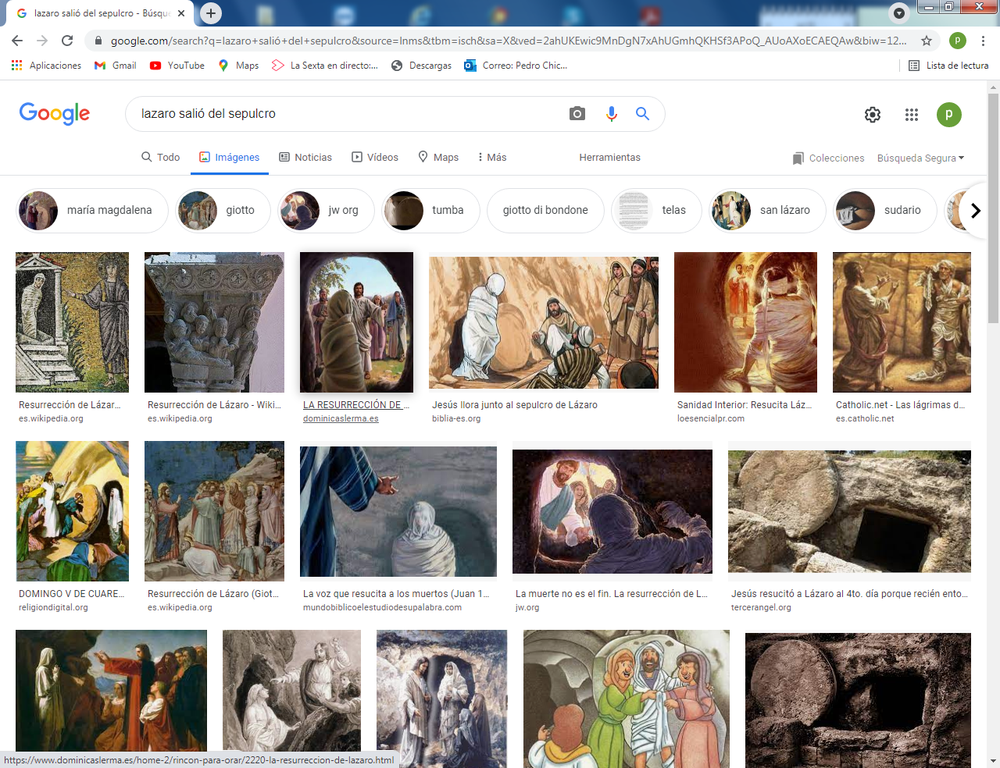 lazaro salió del sepulcro - Búsque
google.com/search?q=lazaro+salió+del+sepulcro&source=lnms&tbm=isch&sa=X&ved=2ahUKEwic9MnDgN7xAhUGmhQKHSf3APoQ_AUoAXoECAEQAw&biw=12...
p
Aplicaciones Gmail YouTube Maps La Sexta en directo:... Descargas Correo: Pedro Chic... Lista de lectura
Google lazaro salió del sepulcro p
Todo Imágenes Noticias Vídeos Maps Más Herramientas Colecciones Búsqueda Segura
maría magdalena giotto jw org tumba giotto di bondone telas san lázaro sudario
Resurrección de Lázar... Resurrección de Lázaro - Wiki... LA RESURRECCIÓN DE ... Jesús llora junto al sepulcro de Lázaro Sanidad Interior: Resucita Láz... Catholic.net - Las lágrimas d...
es.wikipedia.org es.wikipedia.org dominicaslerma.es biblia-es.org loesencialpr.com es.catholic.net
DOMINGO V DE CUARE... Resurrección de Lázaro (Giot... La voz que resucita a los muertos (Juan 1... La muerte no es el fin. La resurrección de L... Jesús resucitó a Lázaro al 4to. día porque recién ento...
religiondigital.org es.wikipedia.org mundobiblicoelestudiodesupalabra.com jw.org tercerangel.org
https://www.dominicaslerma.es/home-2/rincon-para-orar/2220-la-resurreccion-de-lazaro.html